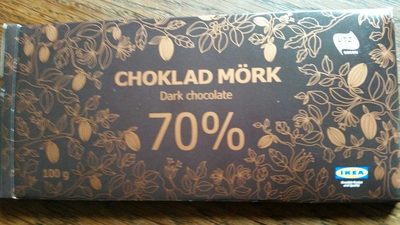 CHOKLAD MÖRK
Dark chocolate
70%
100 g
IKEA